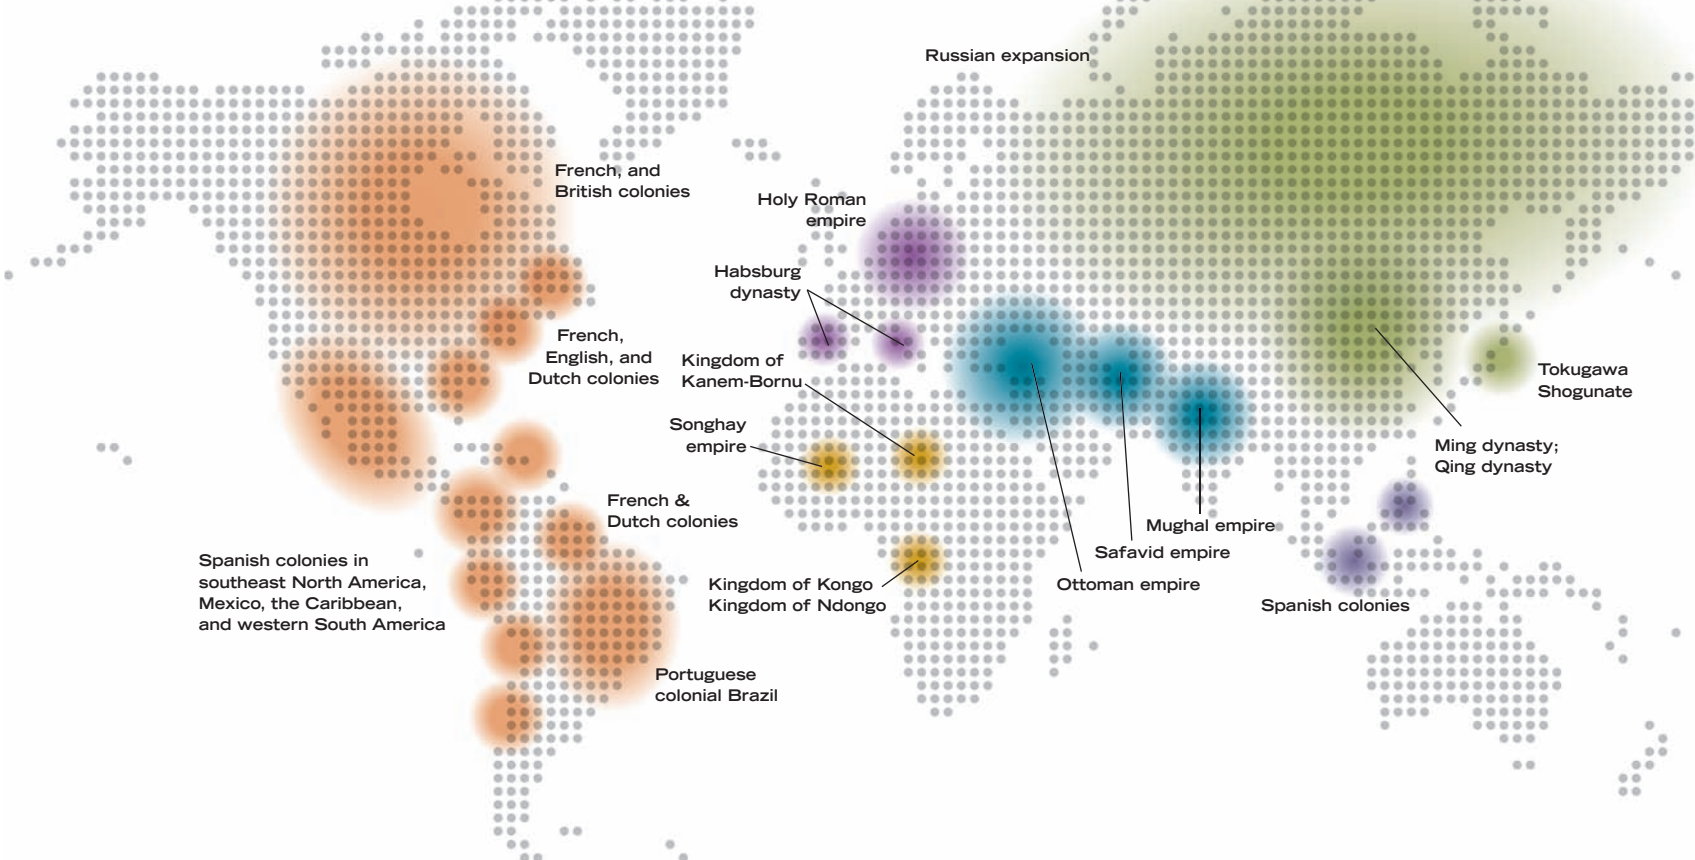 Russian expansion
French, and
British colonies
Holy Roman
empire
Habsburg
dynasty
French,
English, and
Dutch colonies
Kingdom of
Kanem-Bornu
Tokugawa
Shogunate
Songhay
empire
Ming dynasty;
Qing dynasty
French &
Dutch colonies
Mughal empire
Safavid empire
Ottoman empire
Spanish colonies in
southeast North America,
Mexico, the Caribbean,
and western South America
Kingdom of Kongo
Kingdom of Ndongo
Spanish colonies
Portuguese
colonial Brazil